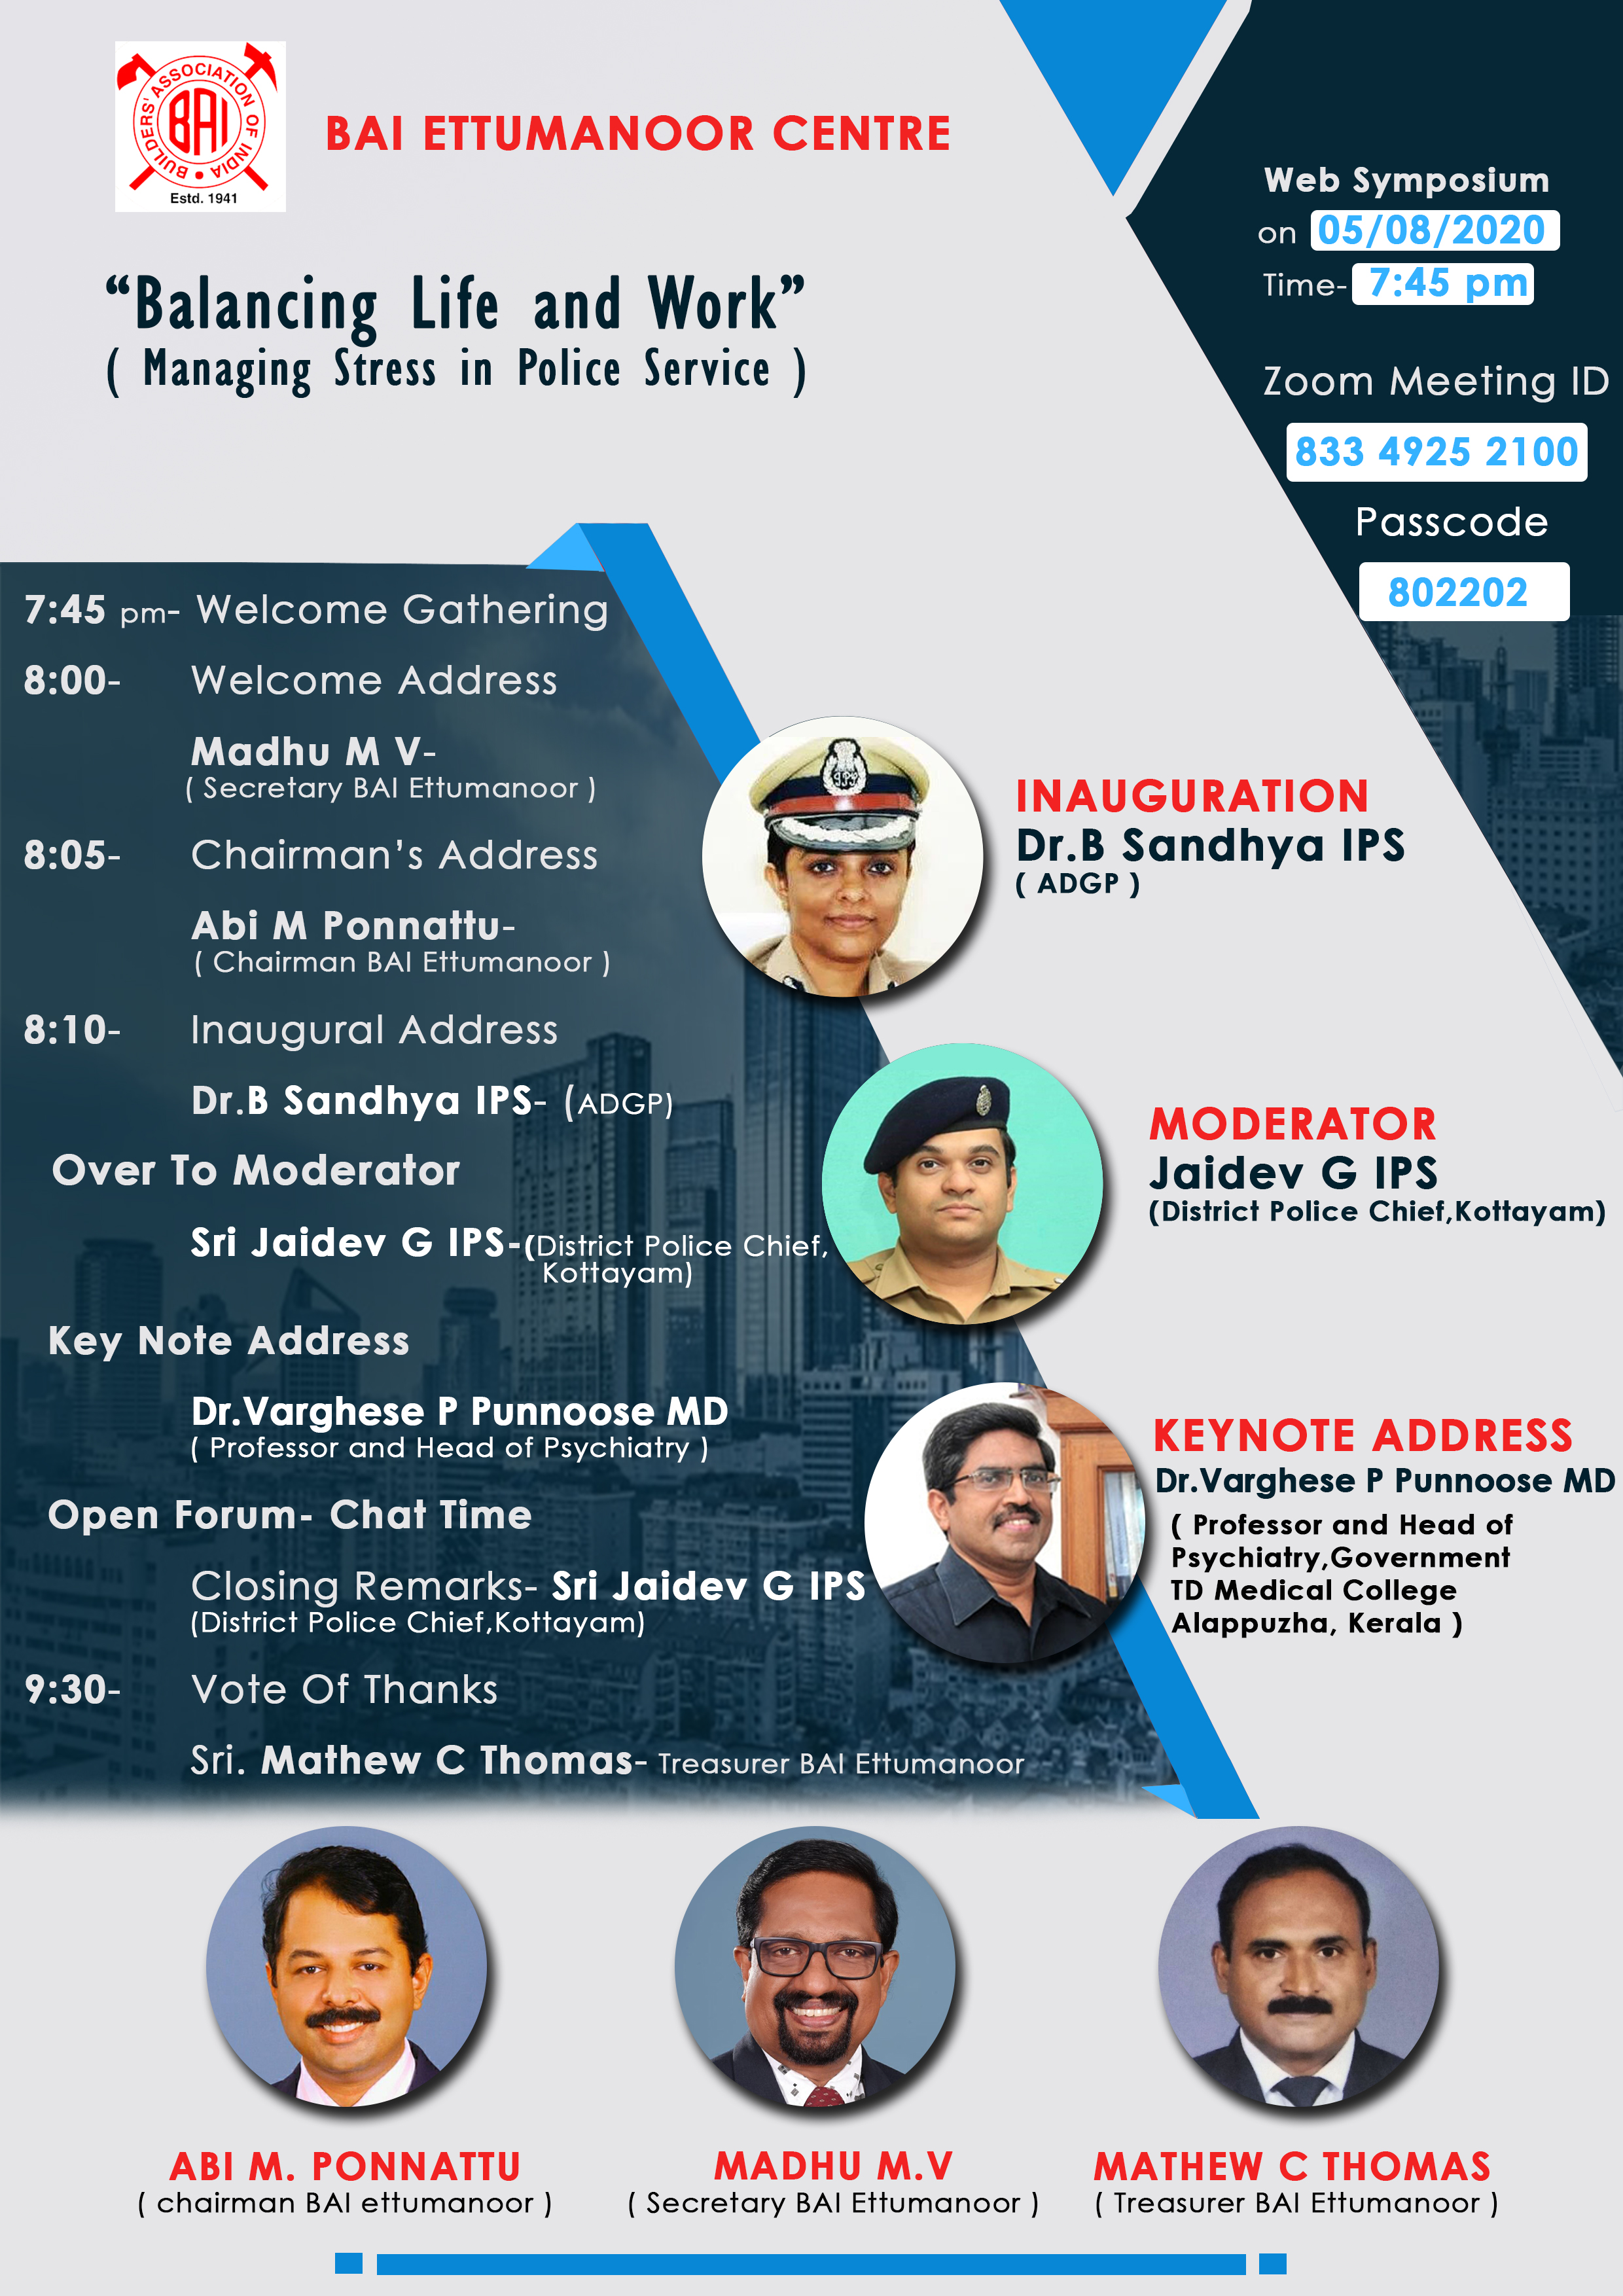 BUILDERS' ASSOCIATION OF INDIA
BAI
Estd. 1941
BAI ETTUMANOOR CENTRE
“Balancing Life and Work”
( Managing Stress in Police Service )
Web Symposium
on 05/08/2020
Time- 7:45 pm
Zoom Meeting ID
833 4925 2100
Passcode
802202
7:45 pm- Welcome Gathering
8:00- Welcome Address
Madhu M V-
( Secretary BAI Ettumanoor )
8:05- Chairman’s Address
Abi M Ponnattu-
( Chairman BAI Ettumanoor )
8:10- Inaugural Address
Dr.B Sandhya IPS- (ADGP)
Over To Moderator
Sri Jaidev G IPS-(District Police Chief,
Kottayam)
Key Note Address
Dr.Varghese P Punnoose MD
( Professor and Head of Psychiatry )
Open Forum- Chat Time
Closing Remarks- Sri Jaidev G IPS
(District Police Chief,Kottayam)
9:30- Vote Of Thanks
Sri. Mathew C Thomas- Treasurer BAI Ettumanoor
INAUGURATION
Dr.B Sandhya IPS
( ADGP )
MODERATOR
Jaidev G IPS
(District Police Chief,Kottayam)
KEYNOTE ADDRESS
Dr.Varghese P Punnoose MD
( Professor and Head of
Psychiatry,Government
TD Medical College
Alappuzha, Kerala )
ABI M. PONNATTU
( chairman BAI ettumanoor )
MADHU M.V
( Secretary BAI Ettumanoor )
MATHEW C THOMAS
( Treasurer BAI Ettumanoor )